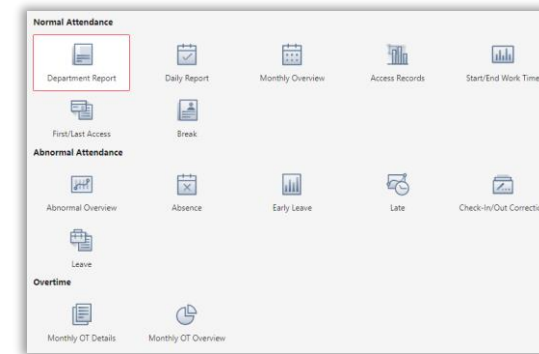 Normal Attendance
Department Report Daily Report Monthly Overview Access Records Start/End Work Time
First/Last Access Break
Abnormal Attendance
Abnormal Overview Absence Early Leave Late Check-In/Out Correctio
Leave
Overtime
Monthly OT Details Monthly OT Overview